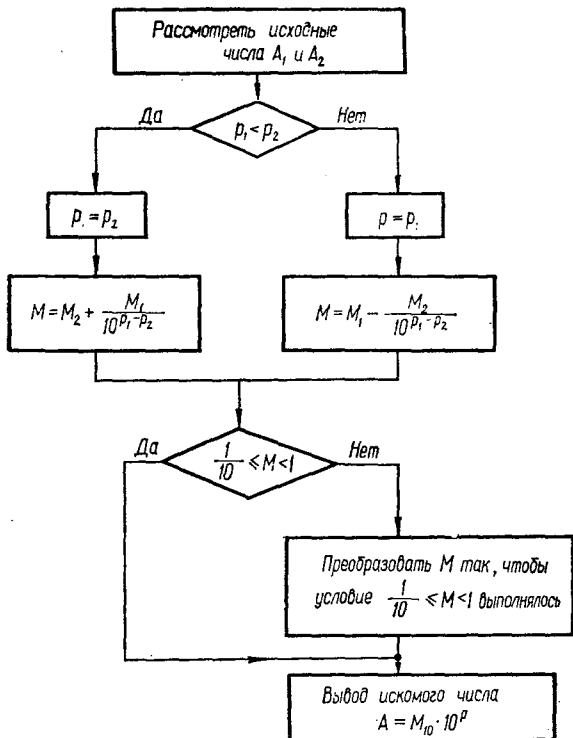 Рассмотреть исходные
числа A₁ и A₂
Да
p₁ < p₂
Нет
p. = p₂
p = p:
M = M₂ + M₁/10^(p₁-p₂)
M = M₁ - M₂/10^(p₁-p₂)
Да
1/10 ⩽ M < 1
Нет
Преобразовать M так, чтобы
условие 1/10 ⩽ M < 1 выполнялось
Вывод искомого числа
A = M₁₀ · 10^p